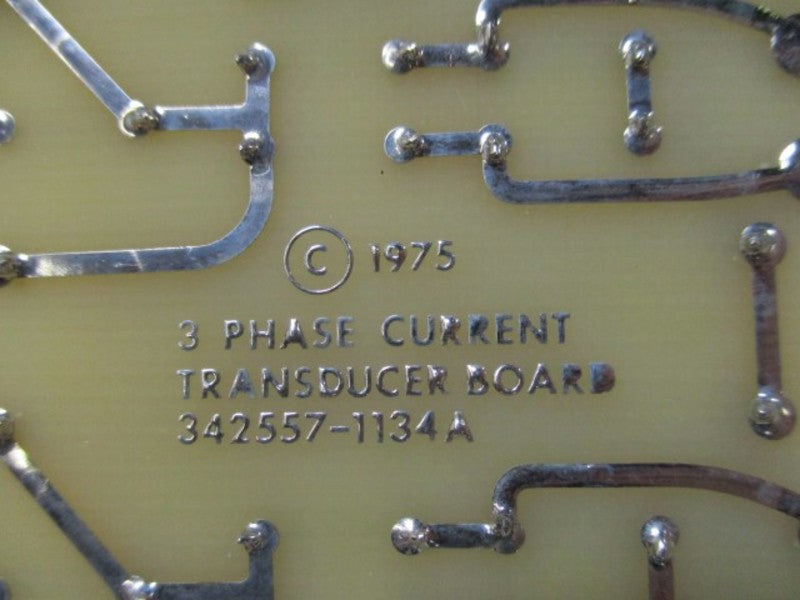 © 1975
3 PHASE CURRENT
TRANSDUCER BOARD
342557-1134A